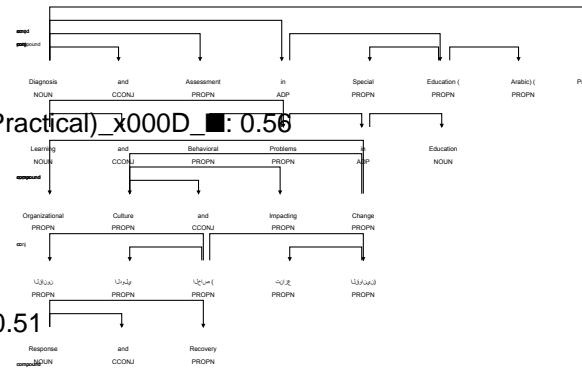 compound
Diagnosis and Assessment in Special Education ( Arabic) (
NOUN CCONJ PROPN ADP PROPN PROPN PROPN
Practical)_x000D_■: 0.56
Learning and Behavioral Problems in Education
NOUN CCONJ PROPN PROPN ADP NOUN
compound
Organizational Culture and Impacting Change
PROPN PROPN CCONJ PROPN PROPN
conj
PROPN PROPN PROPN PROPN PROPN
0.51
Response and Recovery
NOUN CCONJ PROPN
compound